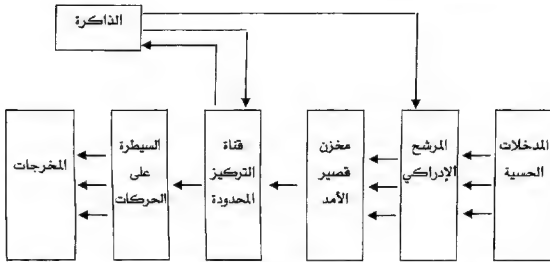 الذاكرة
المدخلات
الحسية
المرشح
الإدراكي
مخزن
قصير
الأمد
قناة
التركيز
المحدودة
السيطرة
على
الحركات
المخرجات